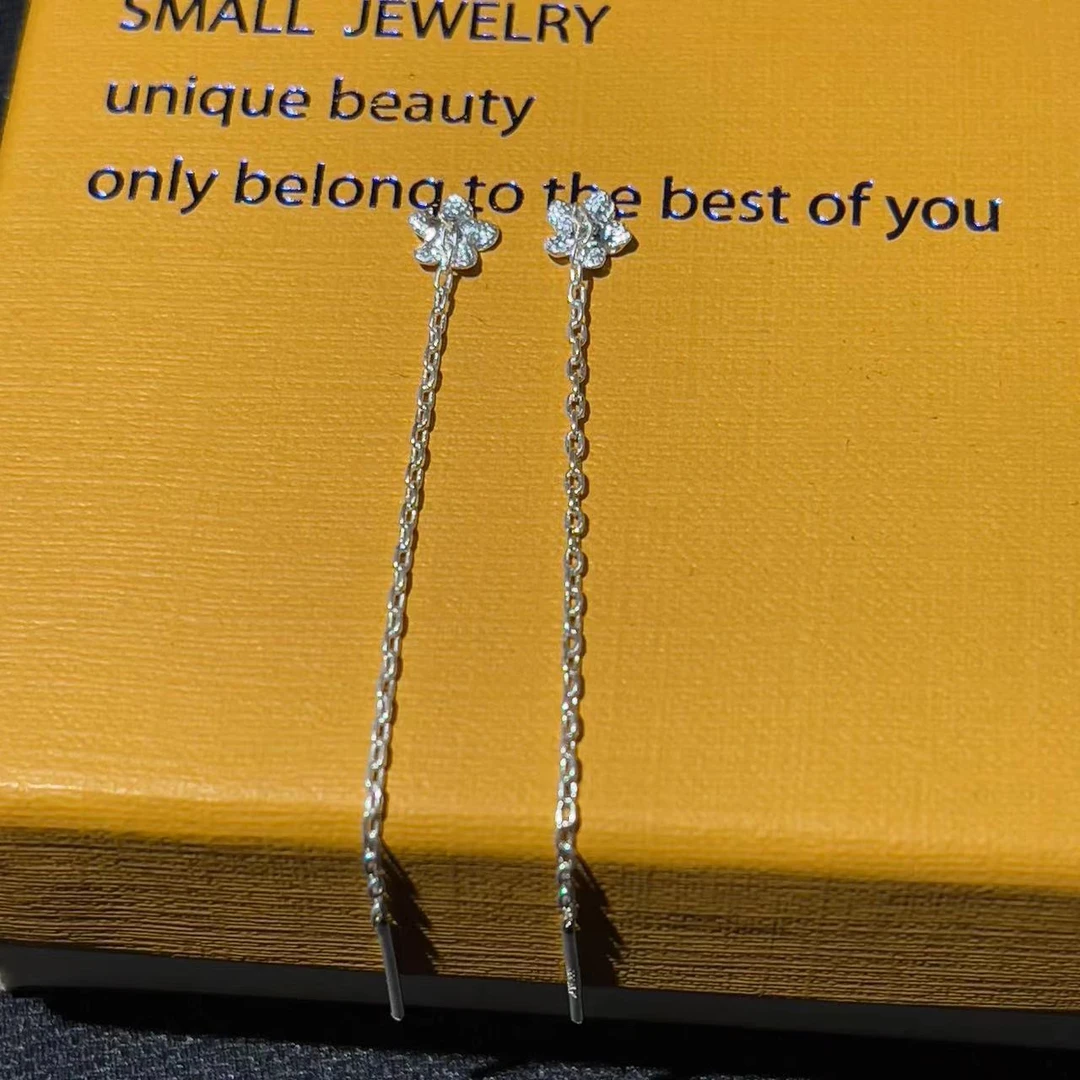 SMALL JEWELRY
unique beauty
only belong to the best of you